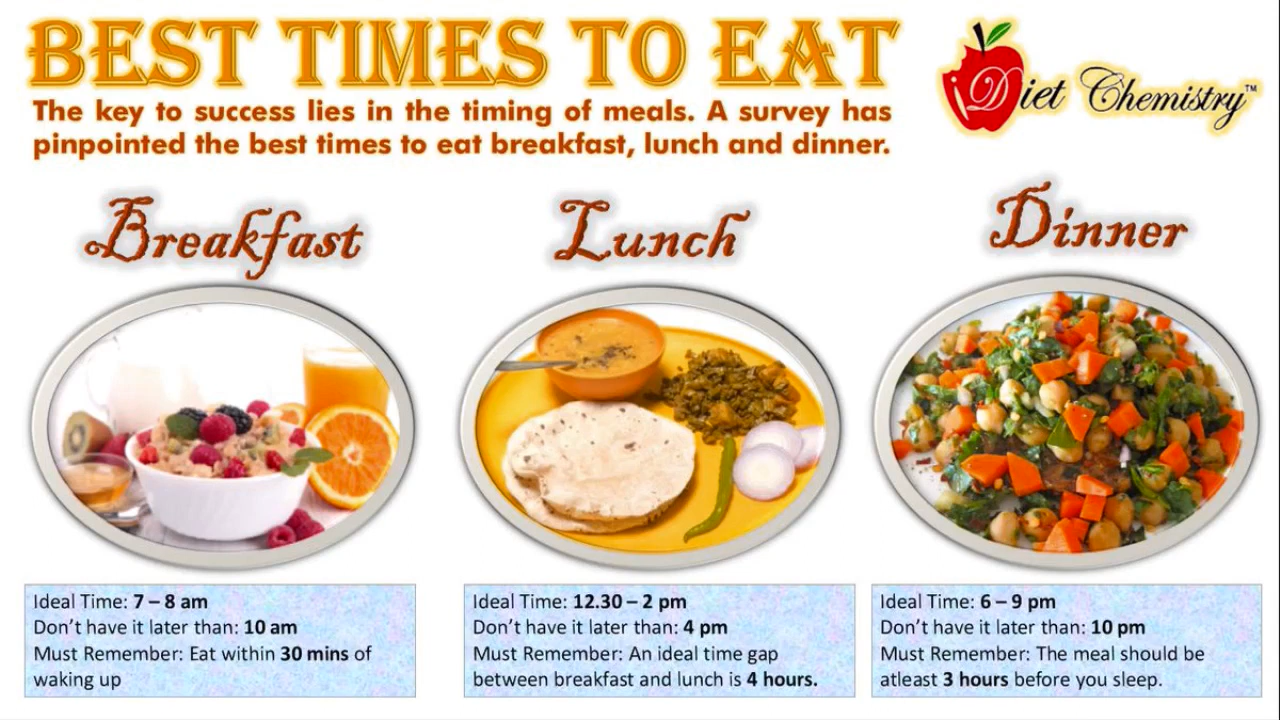 BEST TIMES TO EAT
The key to success lies in the timing of meals. A survey has
pinpointed the best times to eat breakfast, lunch and dinner.
iDiet Chemistry™
Breakfast
Ideal Time: 7 – 8 am
Don't have it later than: 10 am
Must Remember: Eat within 30 mins of
waking up
Lunch
Ideal Time: 12.30 – 2 pm
Don't have it later than: 4 pm
Must Remember: An ideal time gap
between breakfast and lunch is 4 hours.
Dinner
Ideal Time: 6 – 9 pm
Don't have it later than: 10 pm
Must Remember: The meal should be
atleast 3 hours before you sleep.